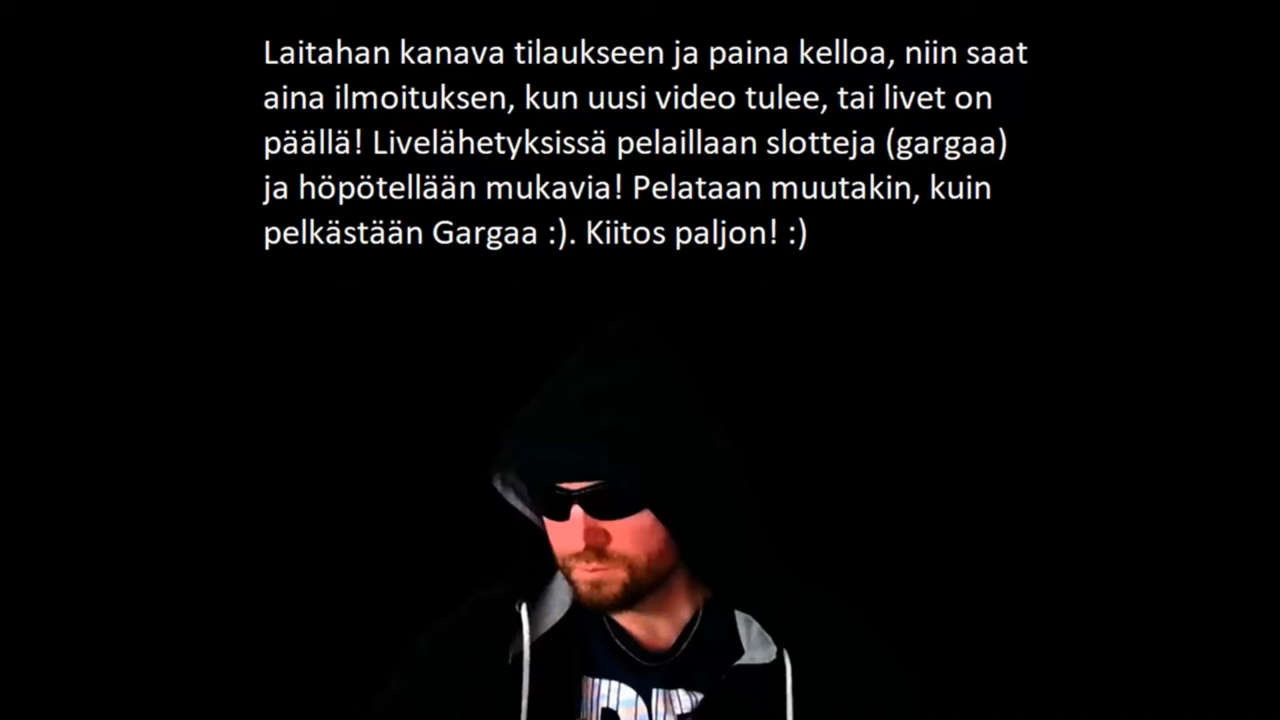 Laitahan kanava tilaukseen ja paina kelloa, niin saat
aina ilmoituksen, kun uusi video tulee, tai livet on
päällä! Livelähetyksissä pelaillaan slotteja (gargaa)
ja höpötellään mukavia! Pelataan muutakin, kuin
pelkästään Gargaa :). Kiitos paljon! :)